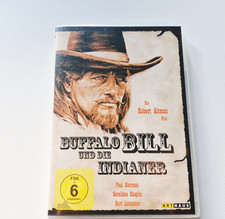 Ein
Robert Altman
Film
BUFFALO BILL
UND DIE
INDIANER
Paul Newman
Geraldine Chaplin
Burt Lancaster
FSK
6
ARTHAUS